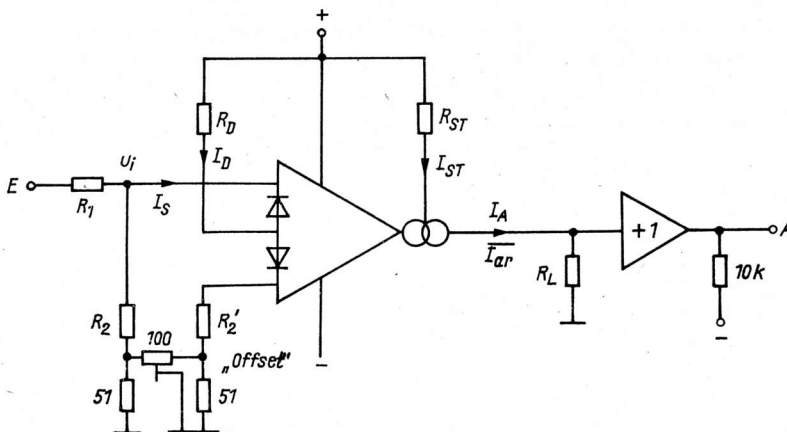 +
R_D
R_ST
I_D
I_ST
E
R_1
u_i
I_S
I_A
I_ar
+1
A
R_L
10k
R_2
100
R_2'
„Offset"
51
51
−
−